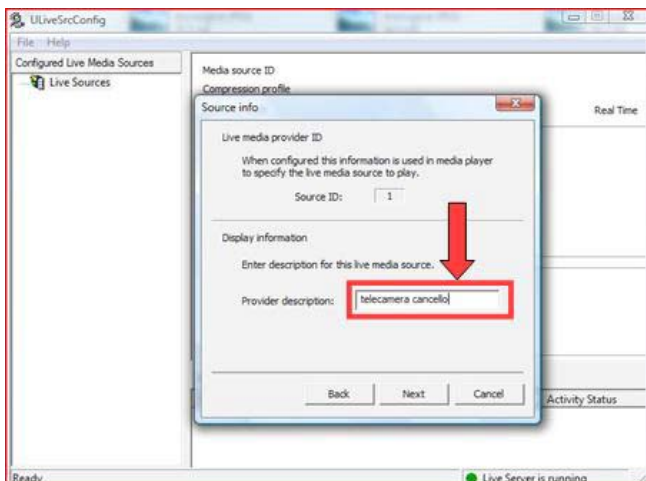 ULiveSrcConfig
File Help
Configured Live Media Sources
Live Sources
Media source ID
Compression profile
Real Time
Source info
Live media provider ID
When configured this information is used in media player
to specify the live media source to play.
Source ID: 1
Display information
Enter description for this live media source.
Provider description: telecamera cancello
Back Next Cancel
Activity Status
Ready
Live Server is running